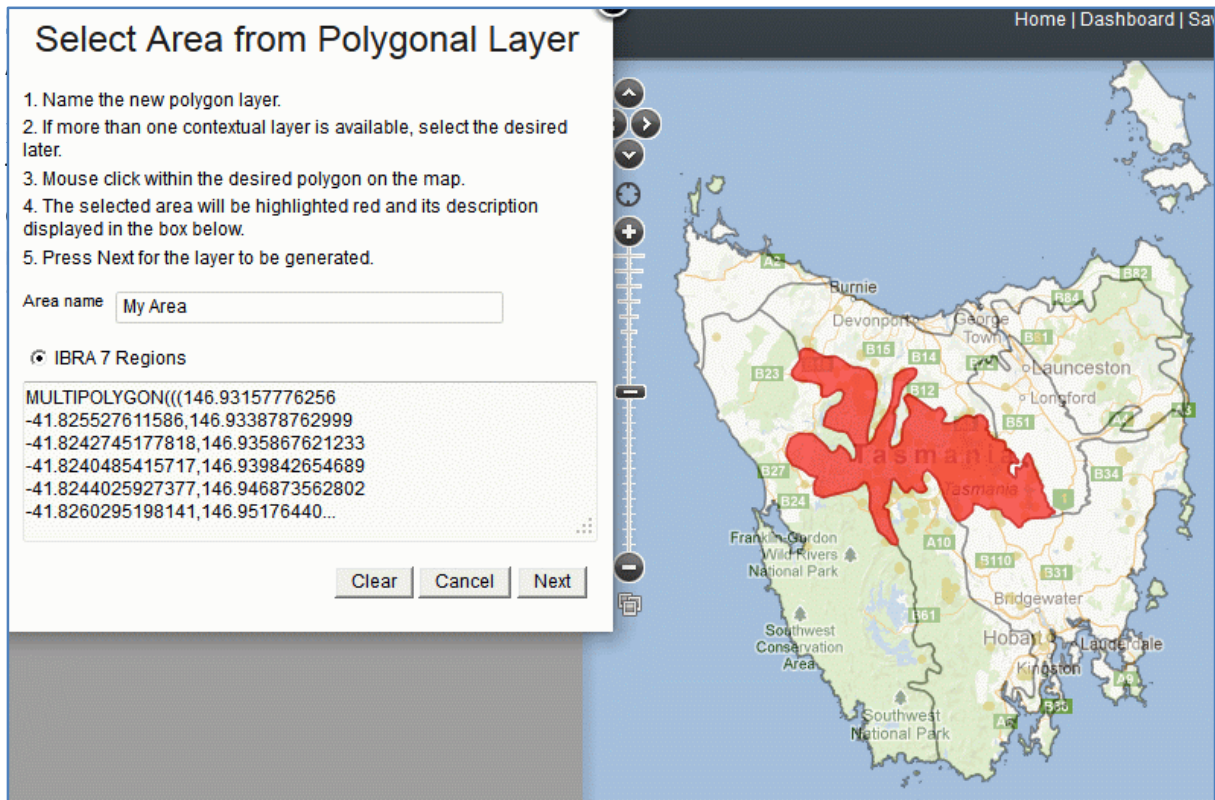 Select Area from Polygonal Layer
1. Name the new polygon layer.
2. If more than one contextual layer is available, select the desired
later.
3. Mouse click within the desired polygon on the map.
4. The selected area will be highlighted red and its description
displayed in the box below.
5. Press Next for the layer to be generated.
Area name My Area
IBRA 7 Regions
MULTIPOLYGON(((146.93157776256
-41.825527611586,146.933878762999
-41.8242745177818,146.935867621233
-41.8240485415717,146.939842654689
-41.8244025927377,146.946873562802
-41.8260295198141,146.95176440...
Clear Cancel Next
Home | Dashboard | Sav
A2
B82
Burnie
B84
Devonport
George
Town
B81
B15
B14
B23
Launceston
B12
Longford
B51
A3
Tasmania
B27
B34
Tasmania
1
B24
Franklin-Gordon
Wild Rivers
National Park
A10
B110
B31
Bridgewater
B61
Southwest
Conservation
Area
Hobart
Lauderdale
Kingston
A9
Southwest
National Park